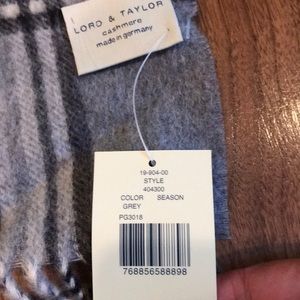 LORD & TAYLOR
cashmere
made in germany
19-904-00
STYLE
404300
COLOR SEASON
GREY
PG3018
768856588898